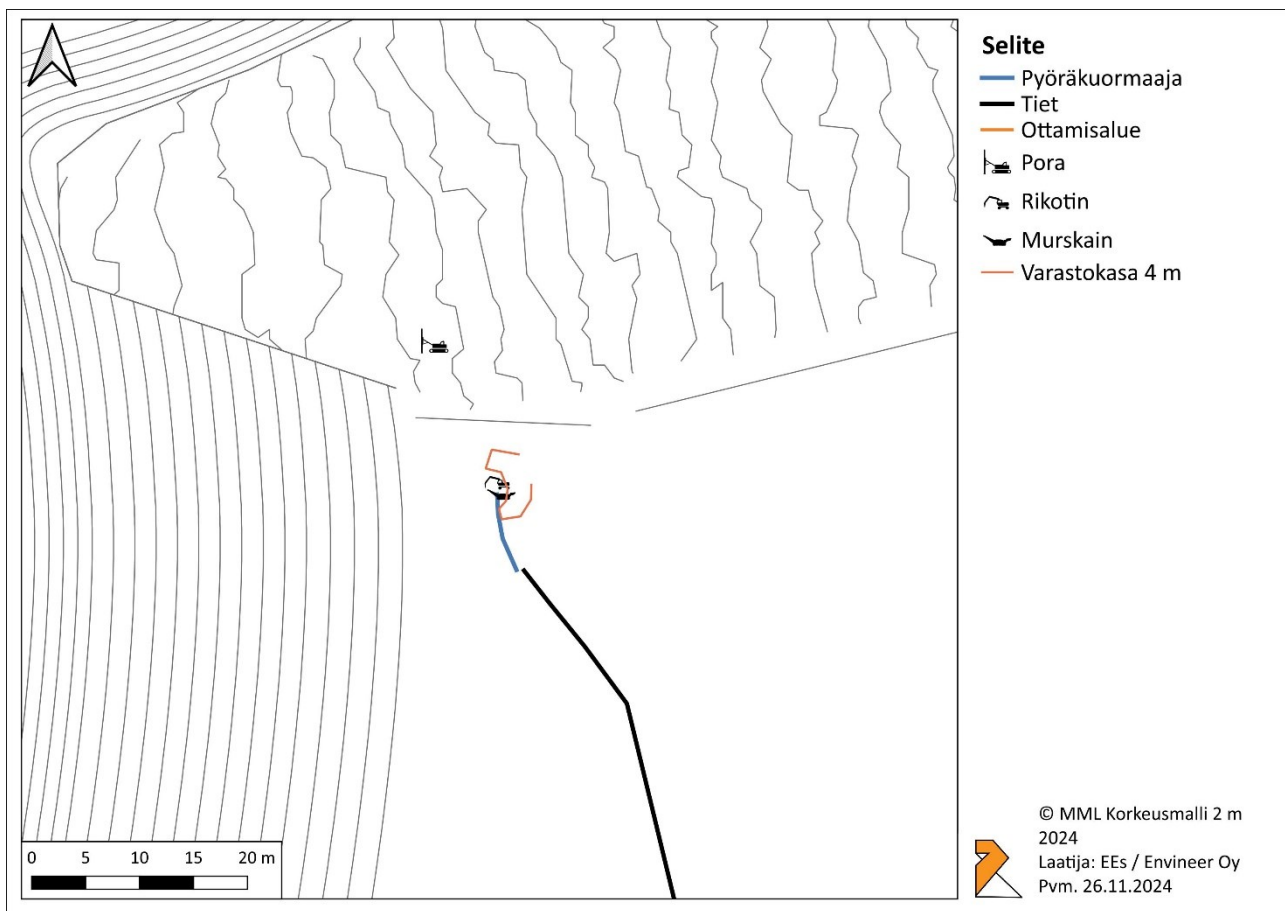 Selite
Pyöräkuormaaja
Tiet
Ottamisalue
Pora
Rikotin
Murskain
Varastokasa 4 m
0 5 10 15 20 m
© MML Korkeusmalli 2 m
2024
Laatija: EEs / Envineer Oy
Pvm. 26.11.2024